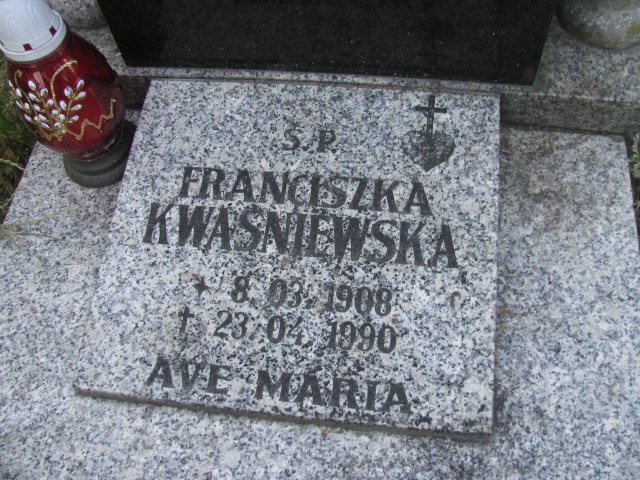 Ś.P.
FRANCISZKA
KWAŚNIEWSKA
8.03.1908
† 23.04.1990
AVE MARIA